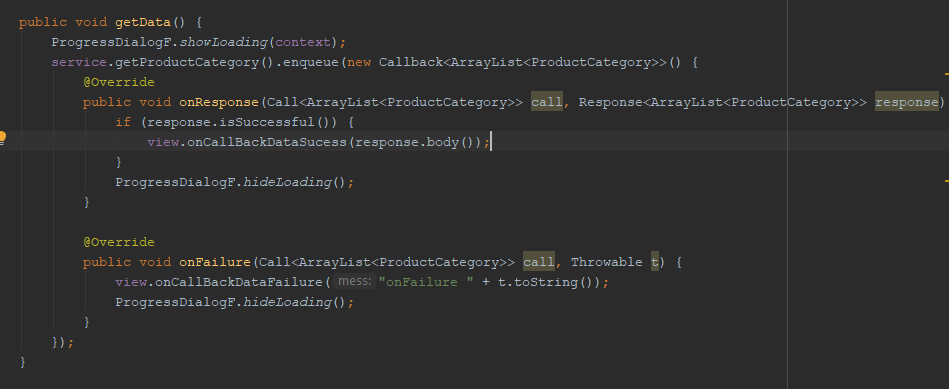 public void getData() {
ProgressDialogF.showLoading(context);
service.getProductCategory().enqueue(new Callback<ArrayList<ProductCategory>>() {
@Override
public void onResponse(Call<ArrayList<ProductCategory>> call, Response<ArrayList<ProductCategory>> response)
if (response.isSuccessful()) {
view.onCallBackDataSucess(response.body());
}
ProgressDialogF.hideLoading();
}
@Override
public void onFailure(Call<ArrayList<ProductCategory>> call, Throwable t) {
view.onCallBackDataFailure( mess: "onFailure " + t.toString());
ProgressDialogF.hideLoading();
}
});
}